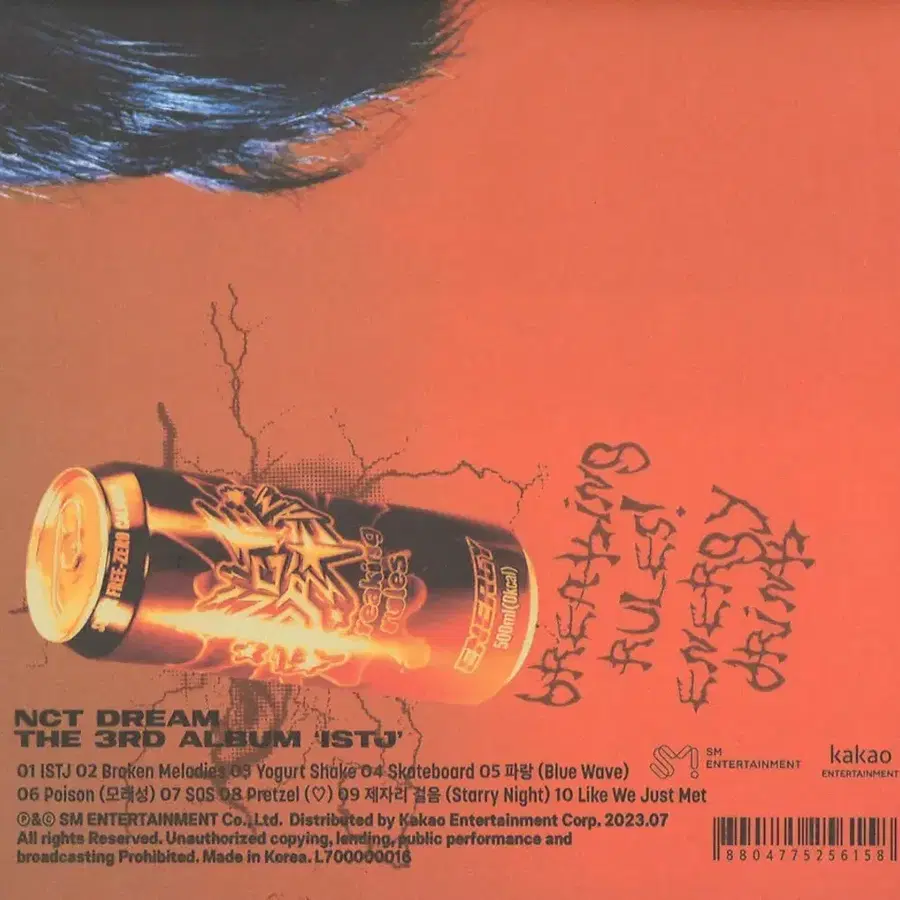 FREE-ZERO
reaking
rules
ENERGY
500ml(0kcal)
breaking
RULES!
ENERGY
drink
NCT DREAM
THE 3RD ALBUM 'ISTJ'
01 ISTJ 02 Broken Melodies 03 Yogurt Shake 04 Skateboard 05 파랑 (Blue Wave)
06 Poison (모래성) 07 SOS 08 Pretzel (♡) 09 제자리 걸음 (Starry Night) 10 Like We Just Met
℗&© SM ENTERTAINMENT Co., Ltd. Distributed by Kakao Entertainment Corp. 2023.07
All rights Reserved. Unauthorized copying, lending, public performance and
broadcasting Prohibited. Made in Korea. L700000016
SM
ENTERTAINMENT
kakao
ENTERTAINMENT
8804775256158